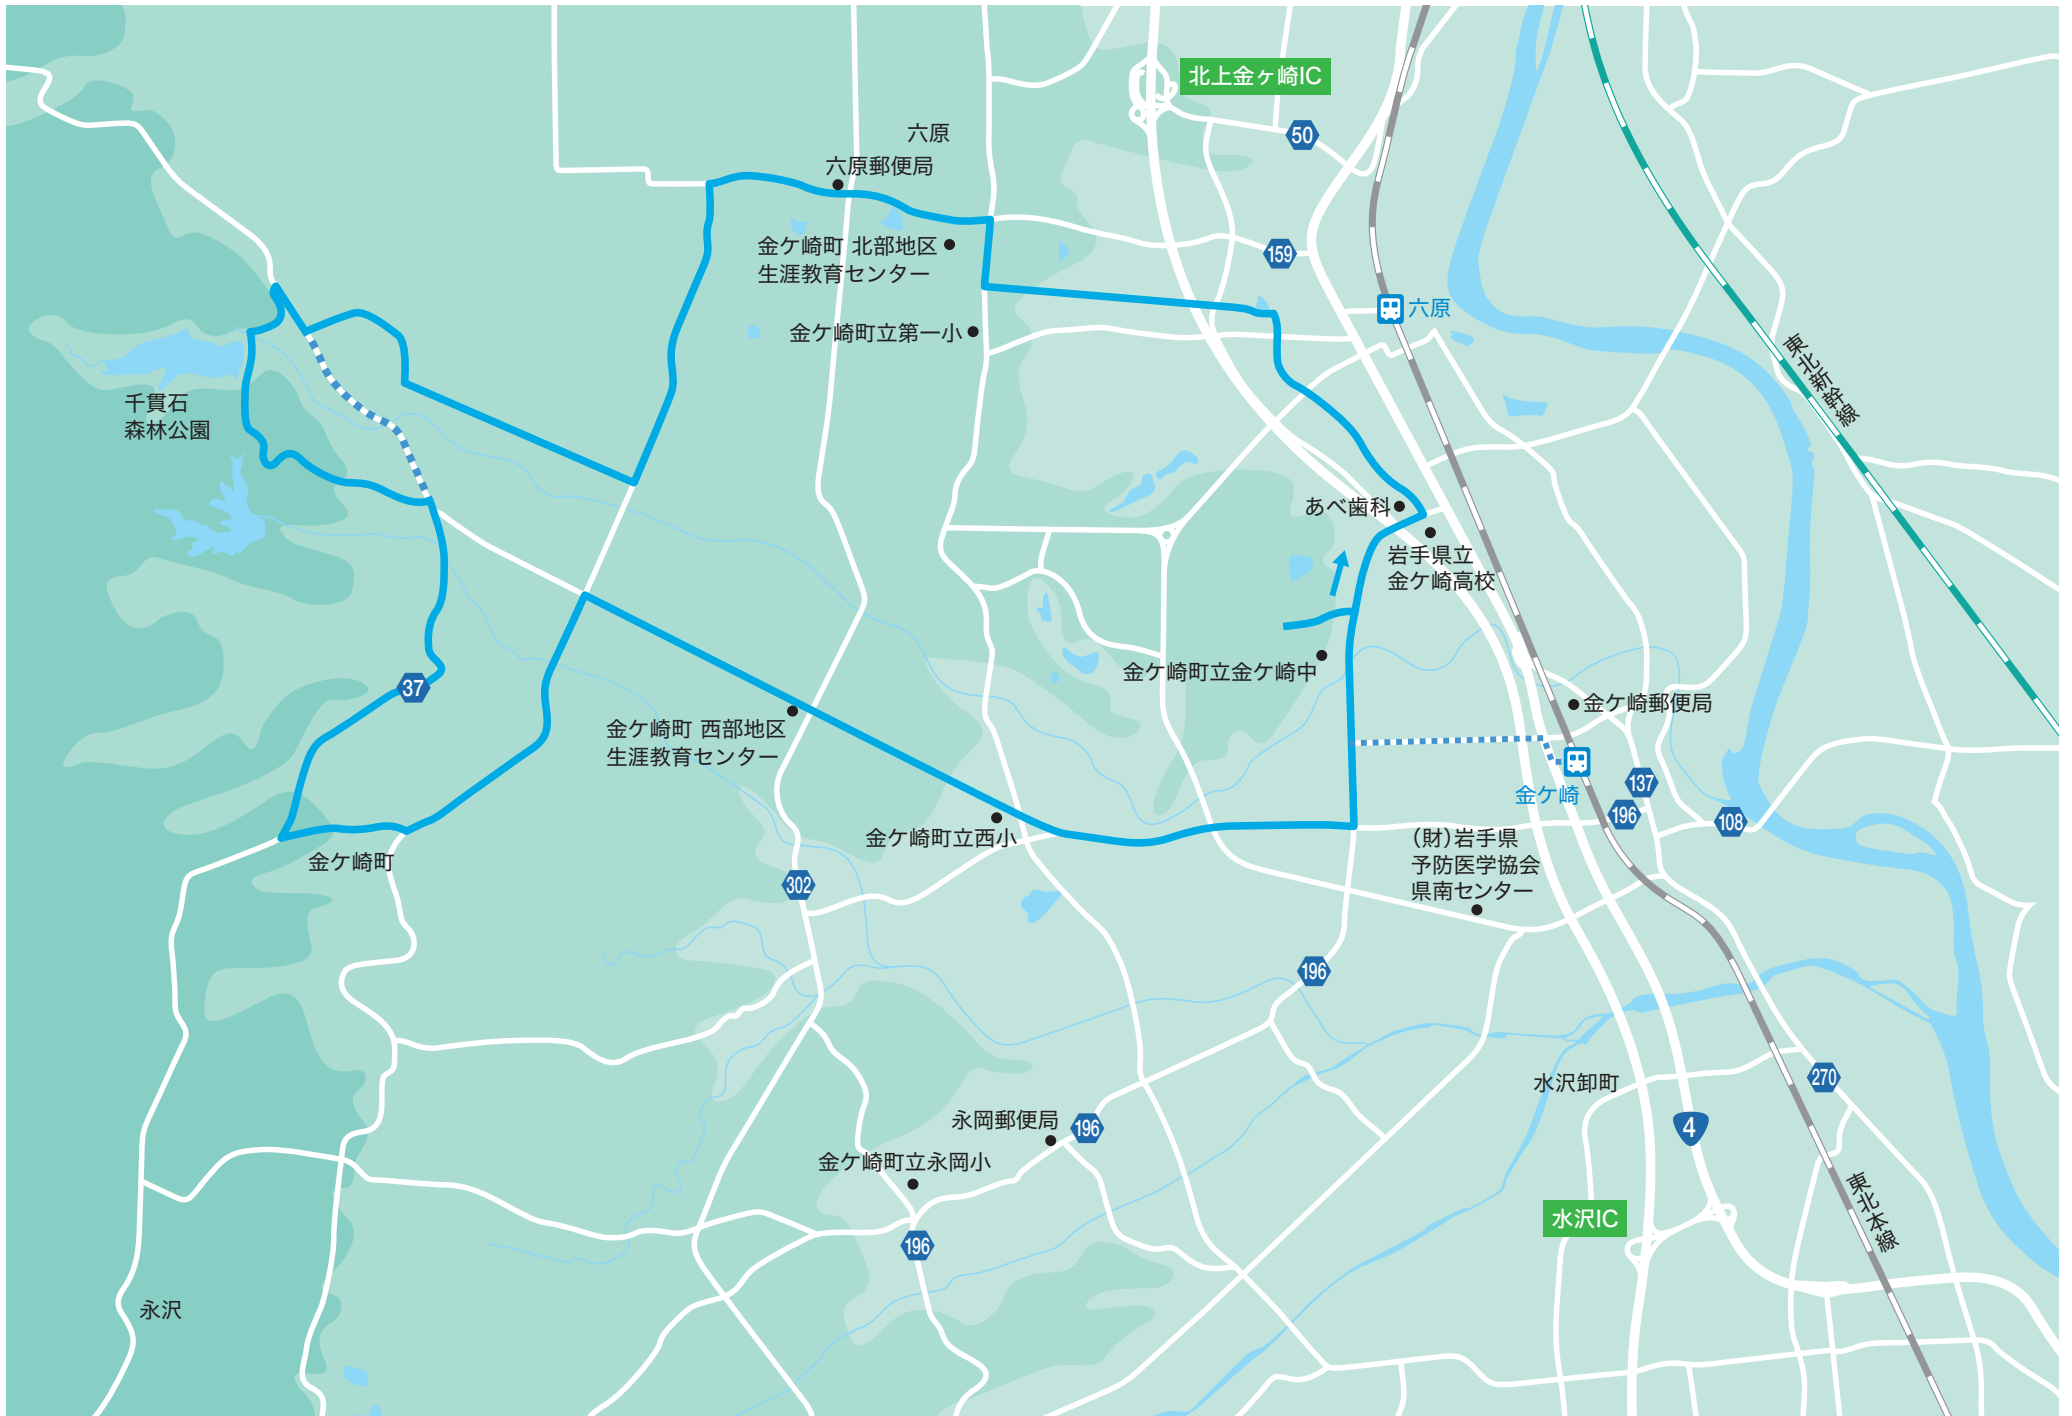 北上金ヶ崎IC
50
六原
六原郵便局
159
金ケ崎町 北部地区
生涯教育センター
六原
金ケ崎町立第一小
東北新幹線
千貫石
森林公園
あべ歯科
岩手県立
金ケ崎高校
金ケ崎町立金ケ崎中
37
金ケ崎郵便局
金ケ崎町 西部地区
生涯教育センター
137
金ケ崎
196
108
金ケ崎町立西小
(財)岩手県
予防医学協会
県南センター
金ケ崎町
302
196
水沢卸町
270
永岡郵便局
196
4
金ケ崎町立永岡小
水沢IC
東北本線
196
永沢